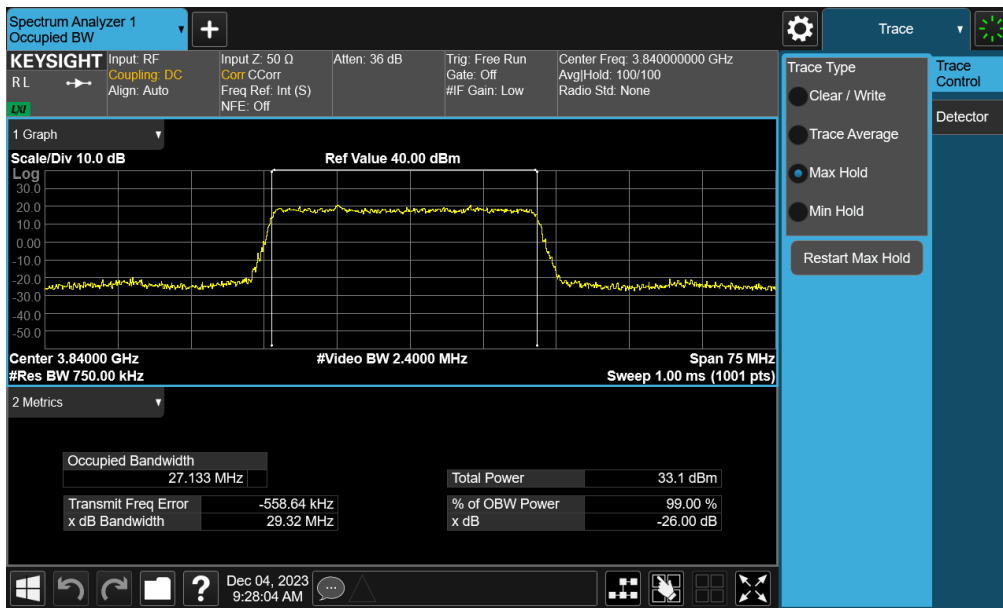 Spectrum Analyzer 1
Occupied BW
+
Trace
KEYSIGHT
R L
LXI
Input: RF
Coupling: DC
Align: Auto
Input Z: 50 Ω
Corr CCorr
Freq Ref: Int (S)
NFE: Off
Atten: 36 dB
Trig: Free Run
Gate: Off
#IF Gain: Low
Center Freq: 3.840000000 GHz
Avg|Hold: 100/100
Radio Std: None
Trace Type
Clear / Write
Trace Average
Max Hold
Min Hold
Restart Max Hold
Trace
Control
Detector
1 Graph
Scale/Div 10.0 dB
Ref Value 40.00 dBm
Log
30.0
20.0
10.0
0.00
-10.0
-20.0
-30.0
-40.0
-50.0
Center 3.84000 GHz
#Video BW 2.4000 MHz
Span 75 MHz
#Res BW 750.00 kHz
Sweep 1.00 ms (1001 pts)
2 Metrics
Occupied Bandwidth
27.133 MHz
Total Power 33.1 dBm
Transmit Freq Error -558.64 kHz
% of OBW Power 99.00 %
x dB Bandwidth 29.32 MHz
x dB -26.00 dB
?
Dec 04, 2023
9:28:04 AM